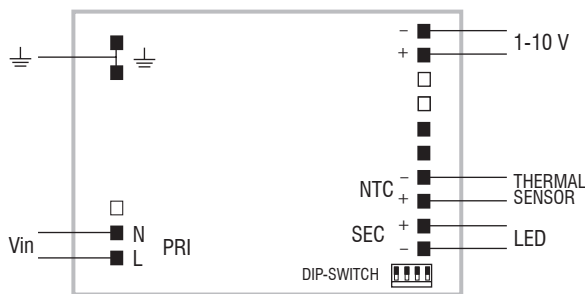 − 1-10 V
+
NTC − THERMAL
+ SENSOR
SEC + LED
−
Vin N PRI
L
DIP-SWITCH